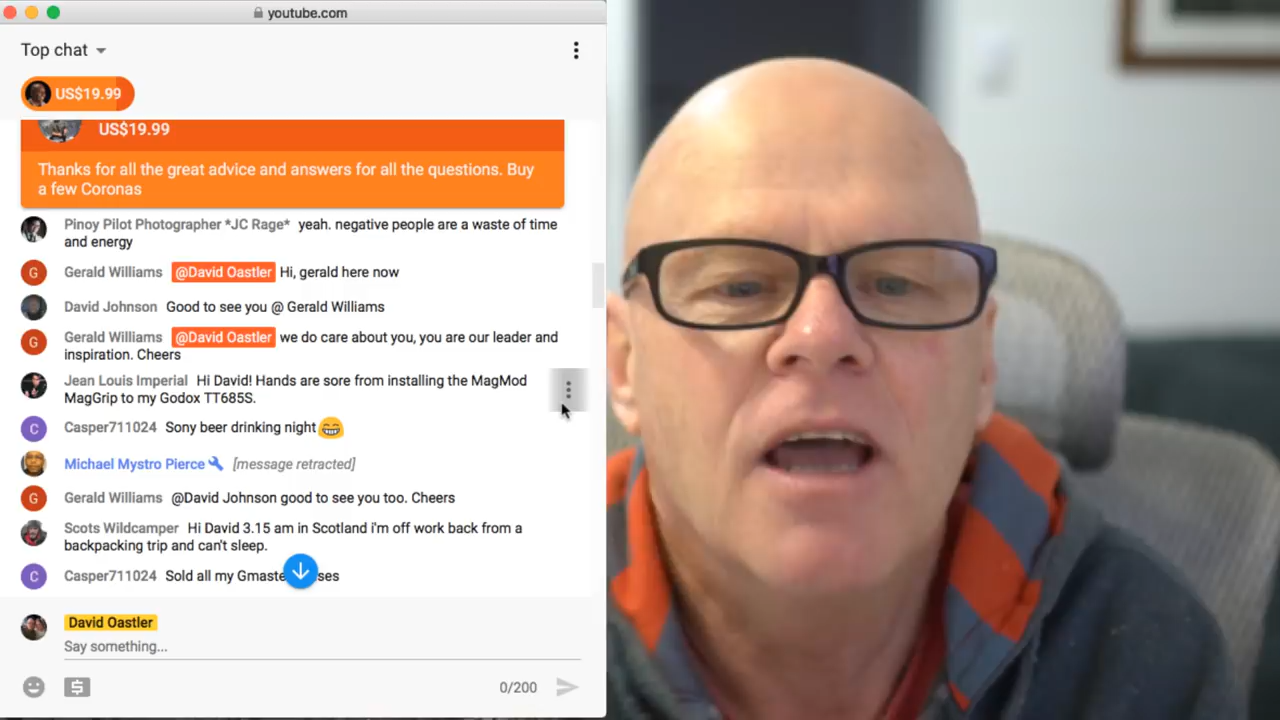 youtube.com
Top chat
US$19.99
US$19.99
Thanks for all the great advice and answers for all the questions. Buy
a few Coronas
Pinoy Pilot Photographer *JC Rage* yeah. negative people are a waste of time
and energy
G Gerald Williams @David Oastler Hi, gerald here now
David Johnson Good to see you @ Gerald Williams
G Gerald Williams @David Oastler we do care about you, you are our leader and
inspiration. Cheers
Jean Louis Imperial Hi David! Hands are sore from installing the MagMod
MagGrip to my Godox TT685S.
C Casper711024 Sony beer drinking night
Michael Mystro Pierce [message retracted]
G Gerald Williams @David Johnson good to see you too. Cheers
Scots Wildcamper Hi David 3.15 am in Scotland i'm off work back from a
backpacking trip and can't sleep.
C Casper711024 Sold all my
David Oastler
Say something...
0/200